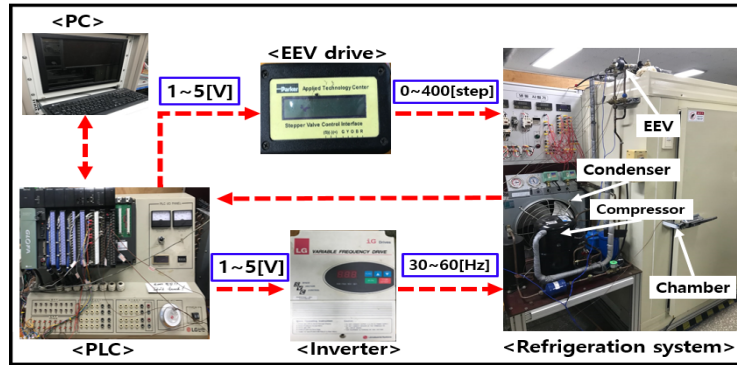 <PC>
1~5[V]
<EEV drive>
Parker Applied Technology Center
Stepper Valve Control Interface
0~400[step]
EEV
Condenser
Compressor
Chamber
<Refrigeration system>
<PLC>
1~5[V]
LG
VARIABLE FREQUENCY DRIVE
<Inverter>
30~60[Hz]